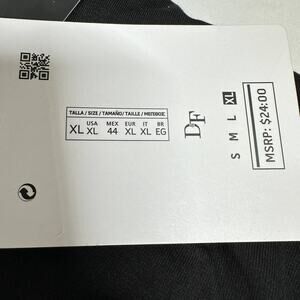 TALLA / SIZE / TAMAÑO/ TAILLE / ΜΕΓΕΘΟΣ
USA MEX EUR IT BR
XL XL 44 XL XL EG
DF
S M L XL
MSRP: $24.00